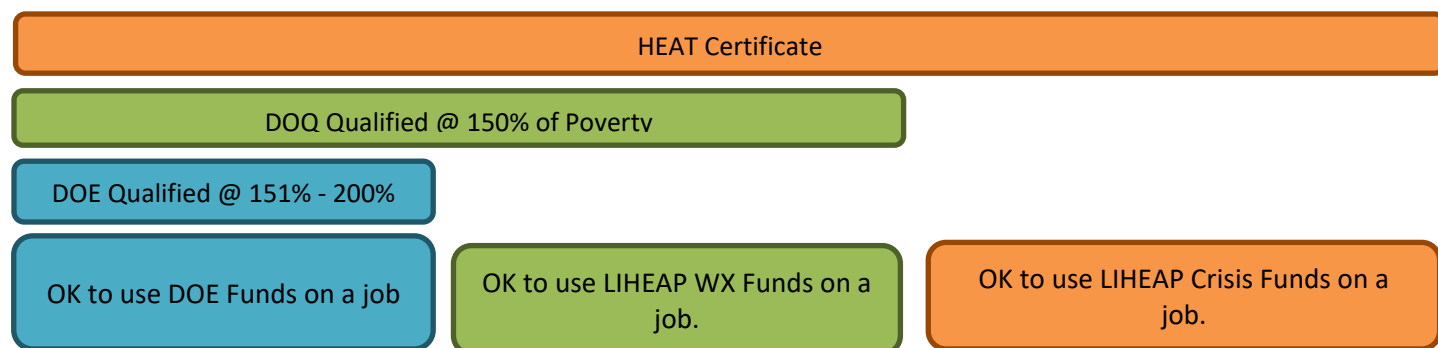 HEAT Certificate
DOQ Qualified @ 150% of Poverty
DOE Qualified @ 151% - 200%
OK to use DOE Funds on a job
OK to use LIHEAP WX Funds on a
job.
OK to use LIHEAP Crisis Funds on a
job.